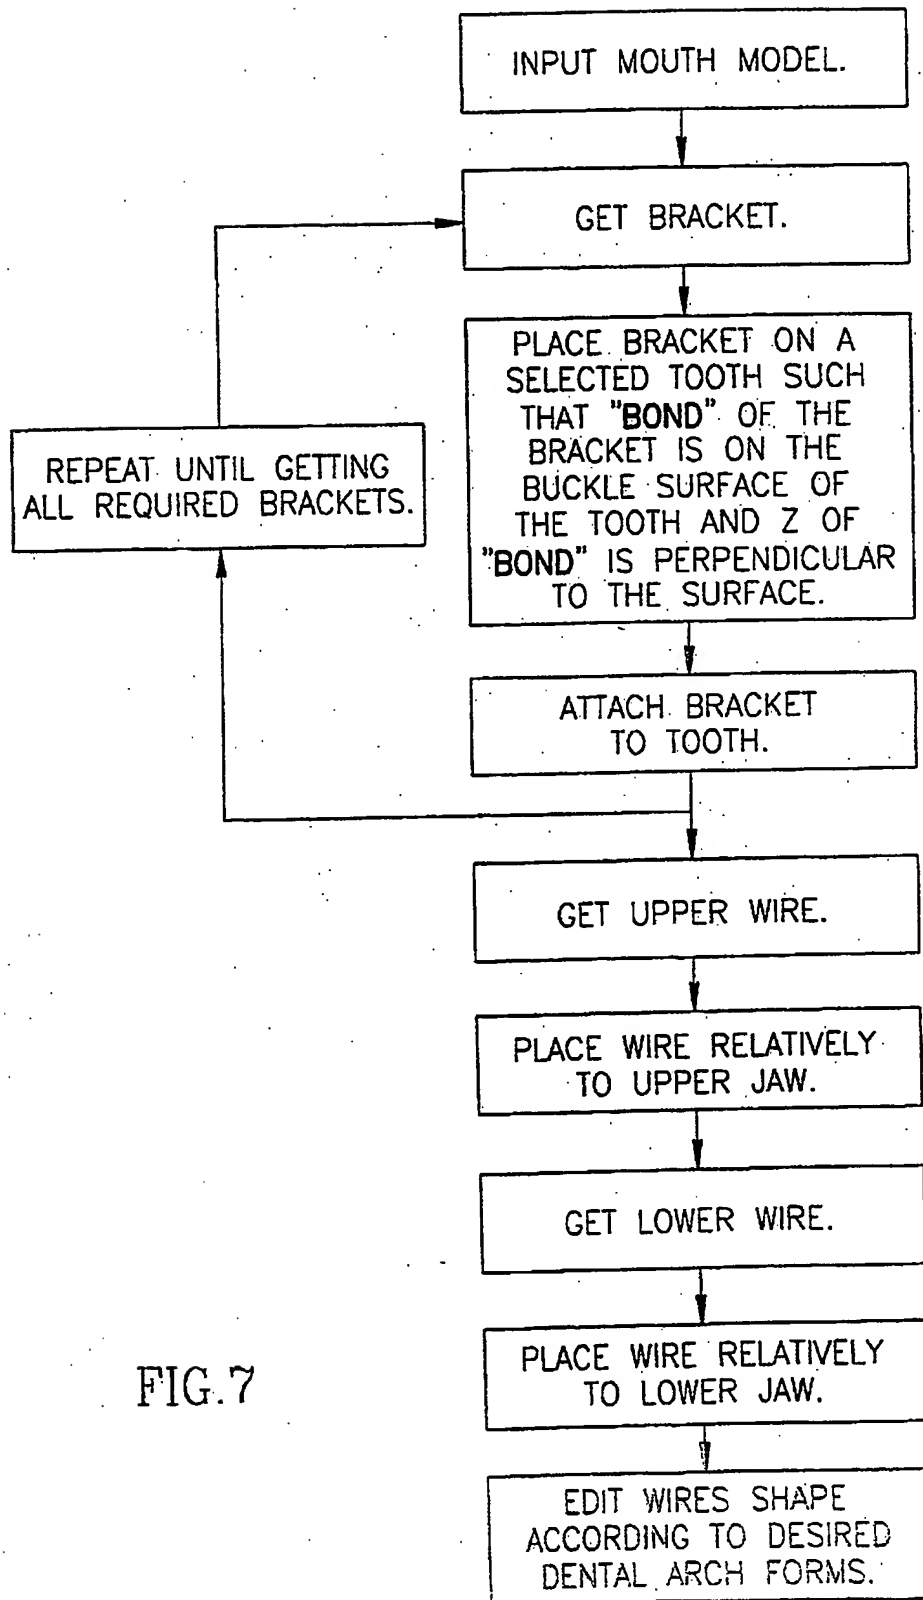 INPUT MOUTH MODEL.
GET BRACKET.
PLACE BRACKET ON A
SELECTED TOOTH SUCH
THAT "BOND" OF THE
BRACKET IS ON THE
BUCKLE SURFACE OF
THE TOOTH AND Z OF
"BOND" IS PERPENDICULAR
TO THE SURFACE.
REPEAT UNTIL GETTING
ALL REQUIRED BRACKETS.
ATTACH BRACKET
TO TOOTH.
GET UPPER WIRE.
PLACE WIRE RELATIVELY
TO UPPER JAW.
GET LOWER WIRE.
PLACE WIRE RELATIVELY
TO LOWER JAW.
FIG.7
EDIT WIRES SHAPE
ACCORDING TO DESIRED
DENTAL ARCH FORMS.